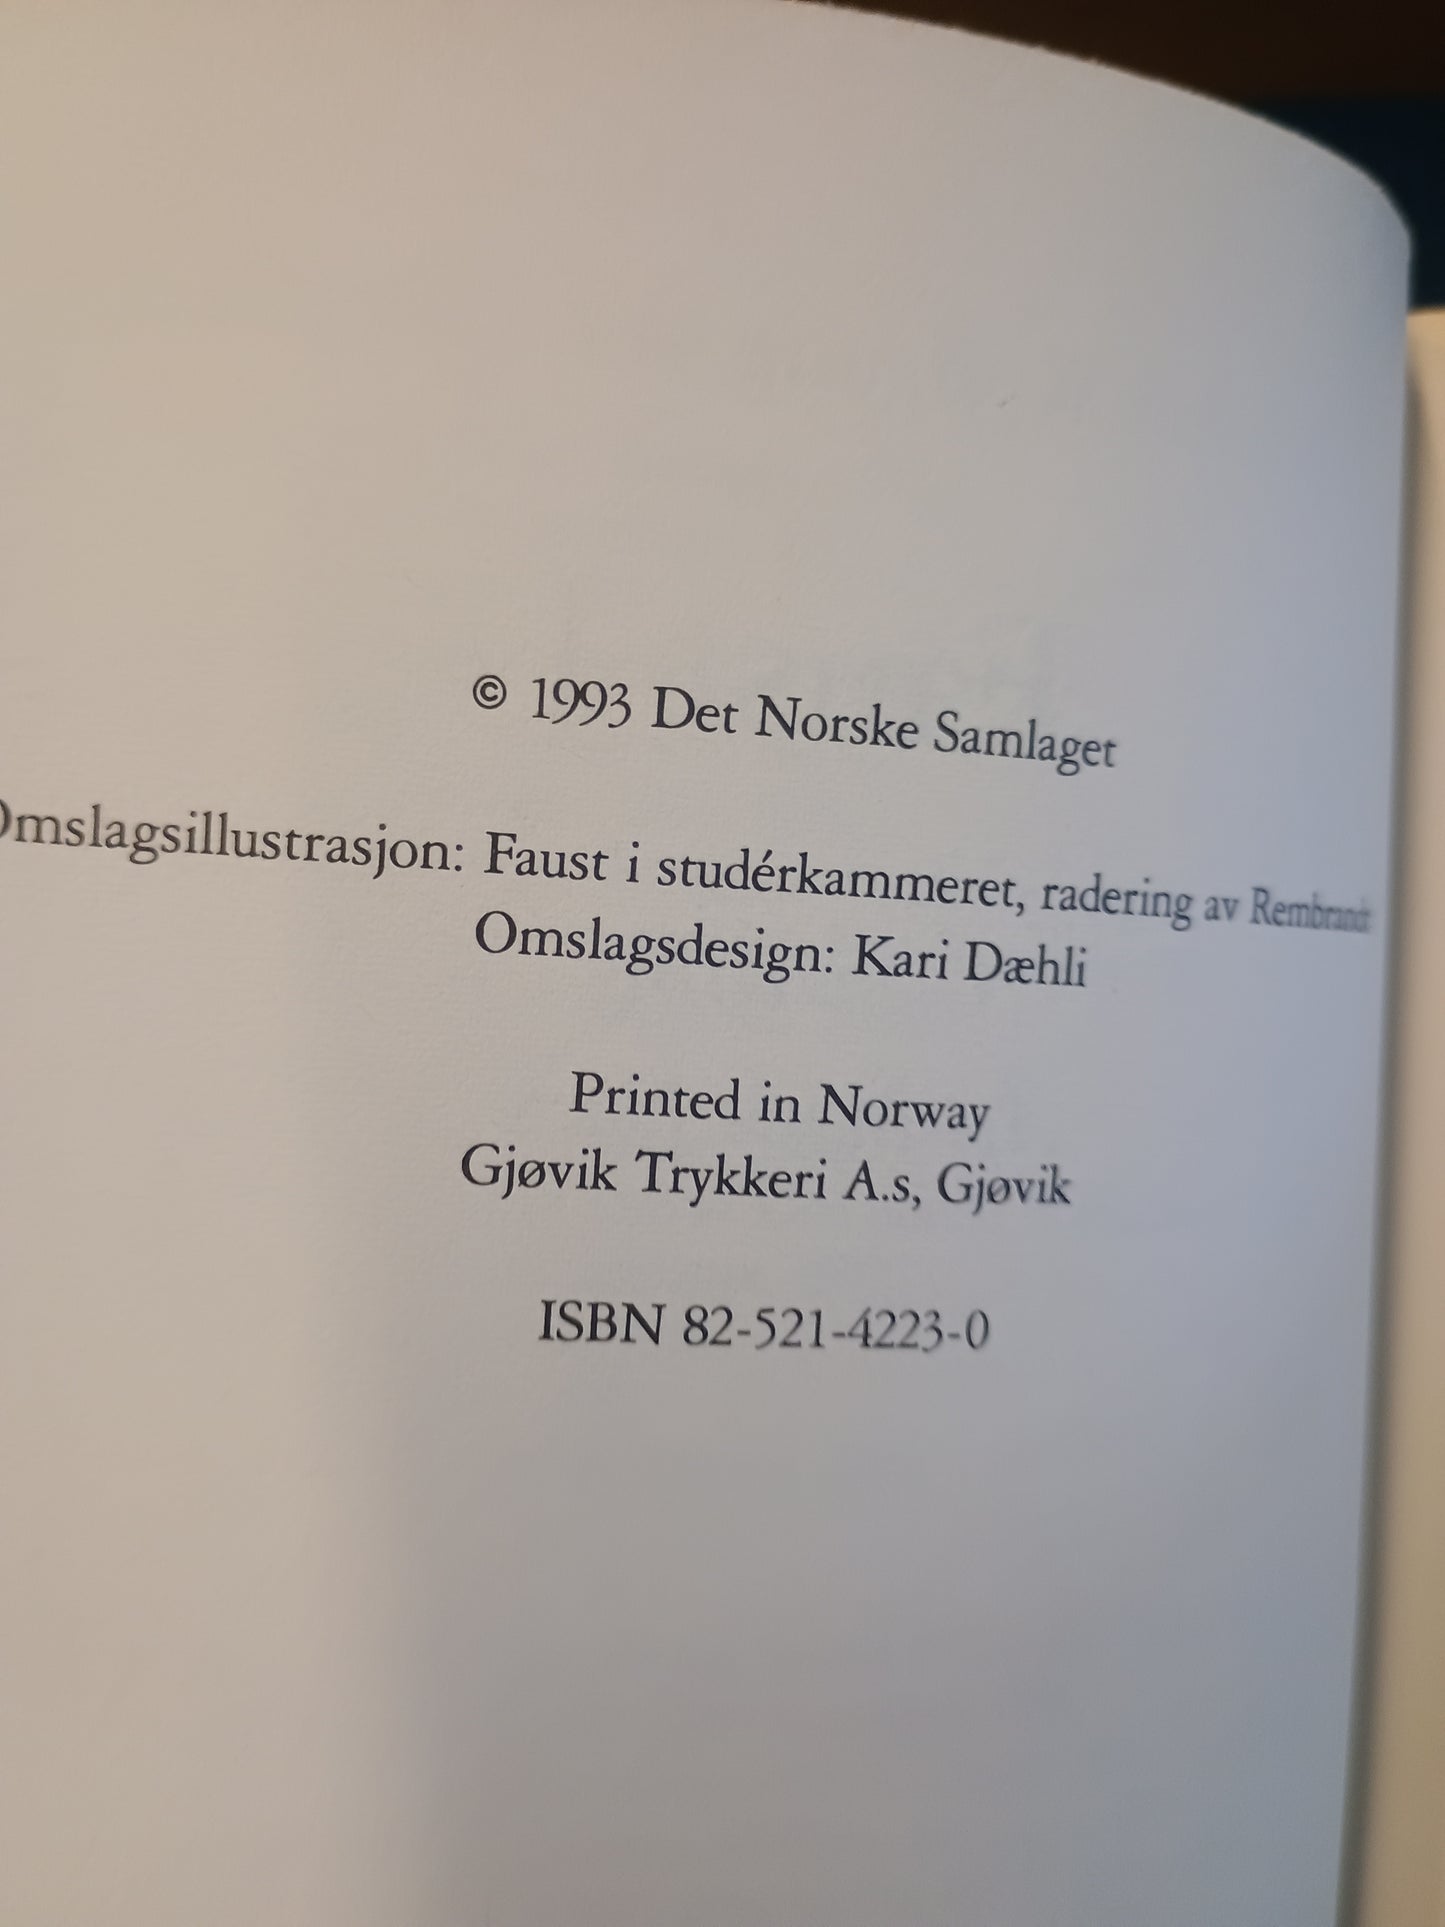 © 1993 Det Norske Samlaget
Omslagsillustrasjon: Faust i studérkammeret, radering av Rembrandt
Omslagsdesign: Kari Dæhli
Printed in Norway
Gjøvik Trykkeri A.s, Gjøvik
ISBN 82-521-4223-0